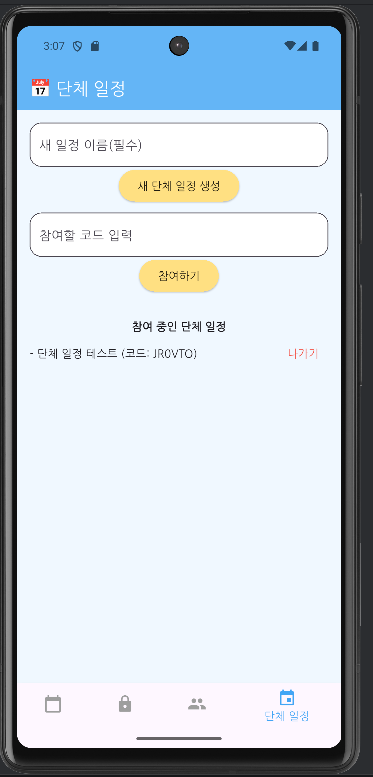 3:07
📅 단체 일정
새 일정 이름(필수)
새 단체 일정 생성
참여할 코드 입력
참여하기
참여 중인 단체 일정
- 단체 일정 테스트 (코드: JR0VTO) 나가기
단체 일정